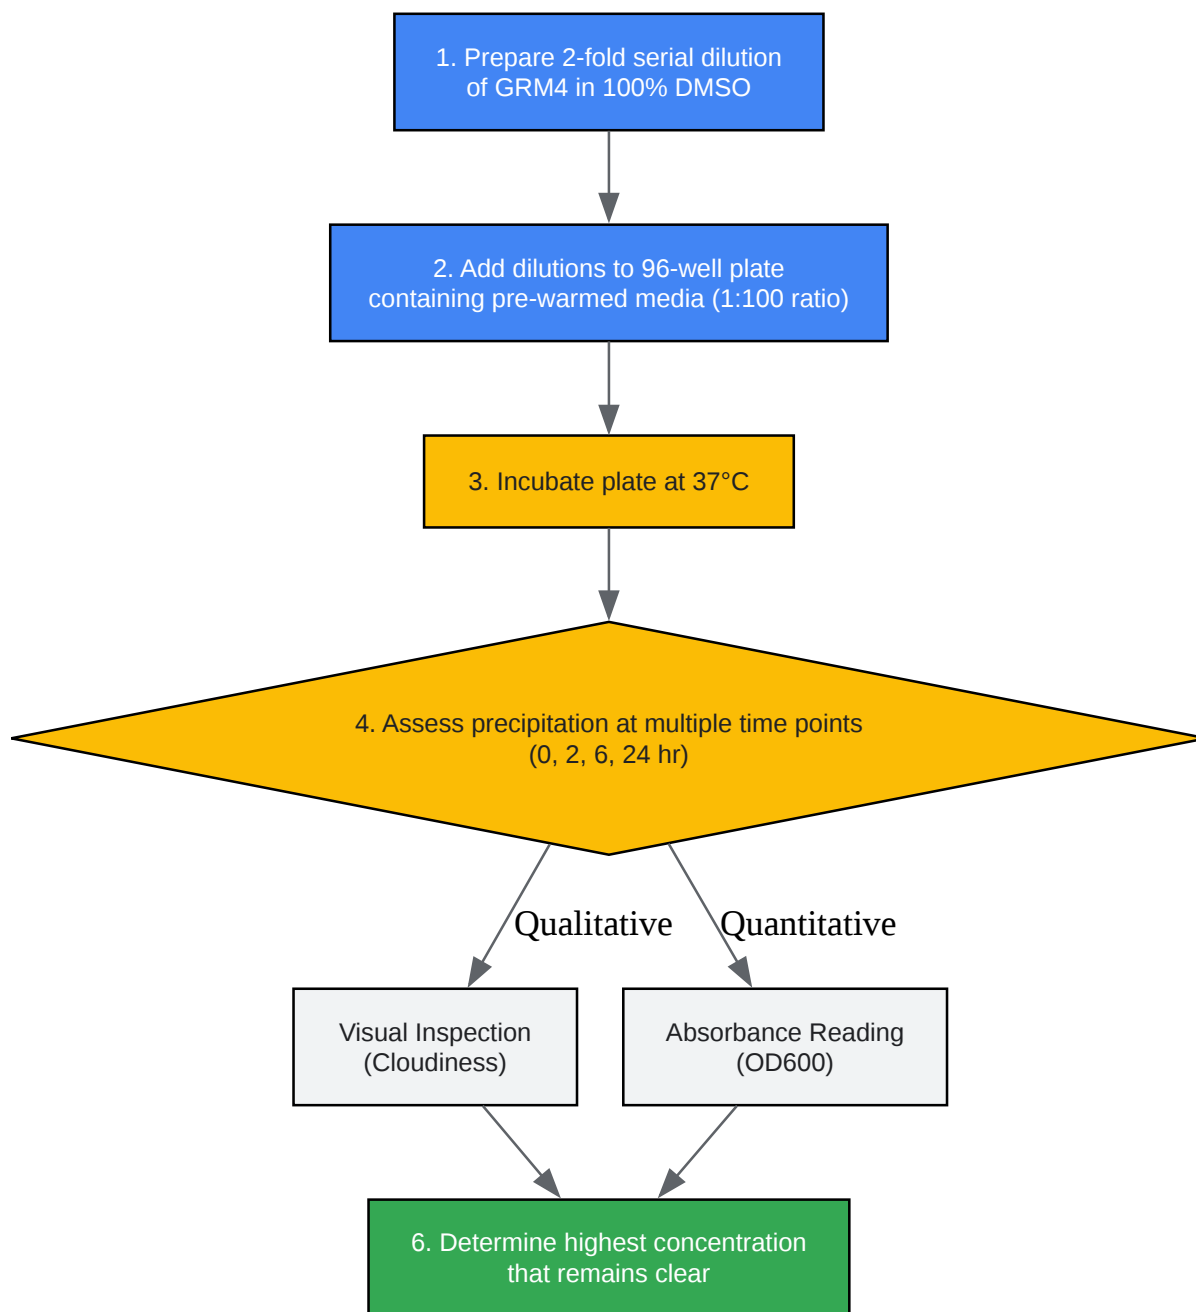 1. Prepare 2-fold serial dilution
of GRM4 in 100% DMSO
2. Add dilutions to 96-well plate
containing pre-warmed media (1:100 ratio)
3. Incubate plate at 37°C
4. Assess precipitation at multiple time points
(0, 2, 6, 24 hr)
Qualitative
Quantitative
Visual Inspection
(Cloudiness)
Absorbance Reading
(OD600)
6. Determine highest concentration
that remains clear